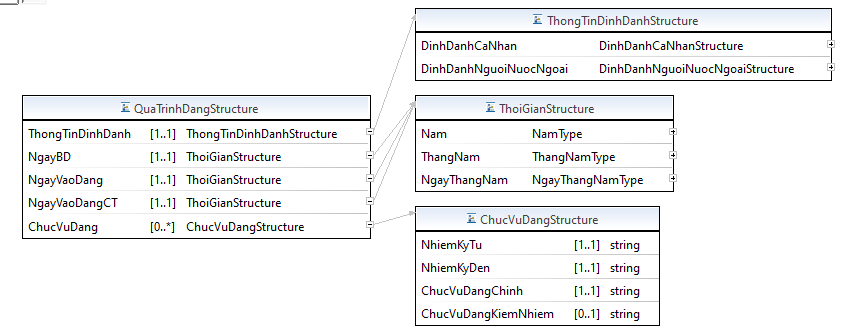 ThongTinDinhDanhStructure
DinhDanhCaNhan DinhDanhCaNhanStructure
DinhDanhNguoiNuocNgoai DinhDanhNguoiNuocNgoaiStructure
QuaTrinhDangStructure
ThongTinDinhDanh [1..1] ThongTinDinhDanhStructure
NgayBD [1..1] ThoiGianStructure
NgayVaoDang [1..1] ThoiGianStructure
NgayVaoDangCT [1..1] ThoiGianStructure
ChucVuDang [0..*] ChucVuDangStructure
ThoiGianStructure
Nam NamType
ThangNam ThangNamType
NgayThangNam NgayThangNamType
ChucVuDangStructure
NhiemKyTu [1..1] string
NhiemKyDen [1..1] string
ChucVuDangChinh [1..1] string
ChucVuDangKiemNhiem [0..1] string